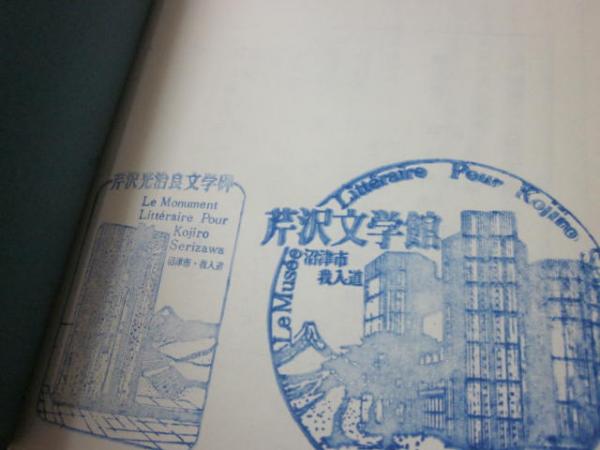 芹沢光治良文学碑
Le Monument
Littéraire Pour
Kojiro
Serizawa
沼津市・我入道
Le Musée Littéraire Pour Kojino
芹沢文学館
沼津市
我入道